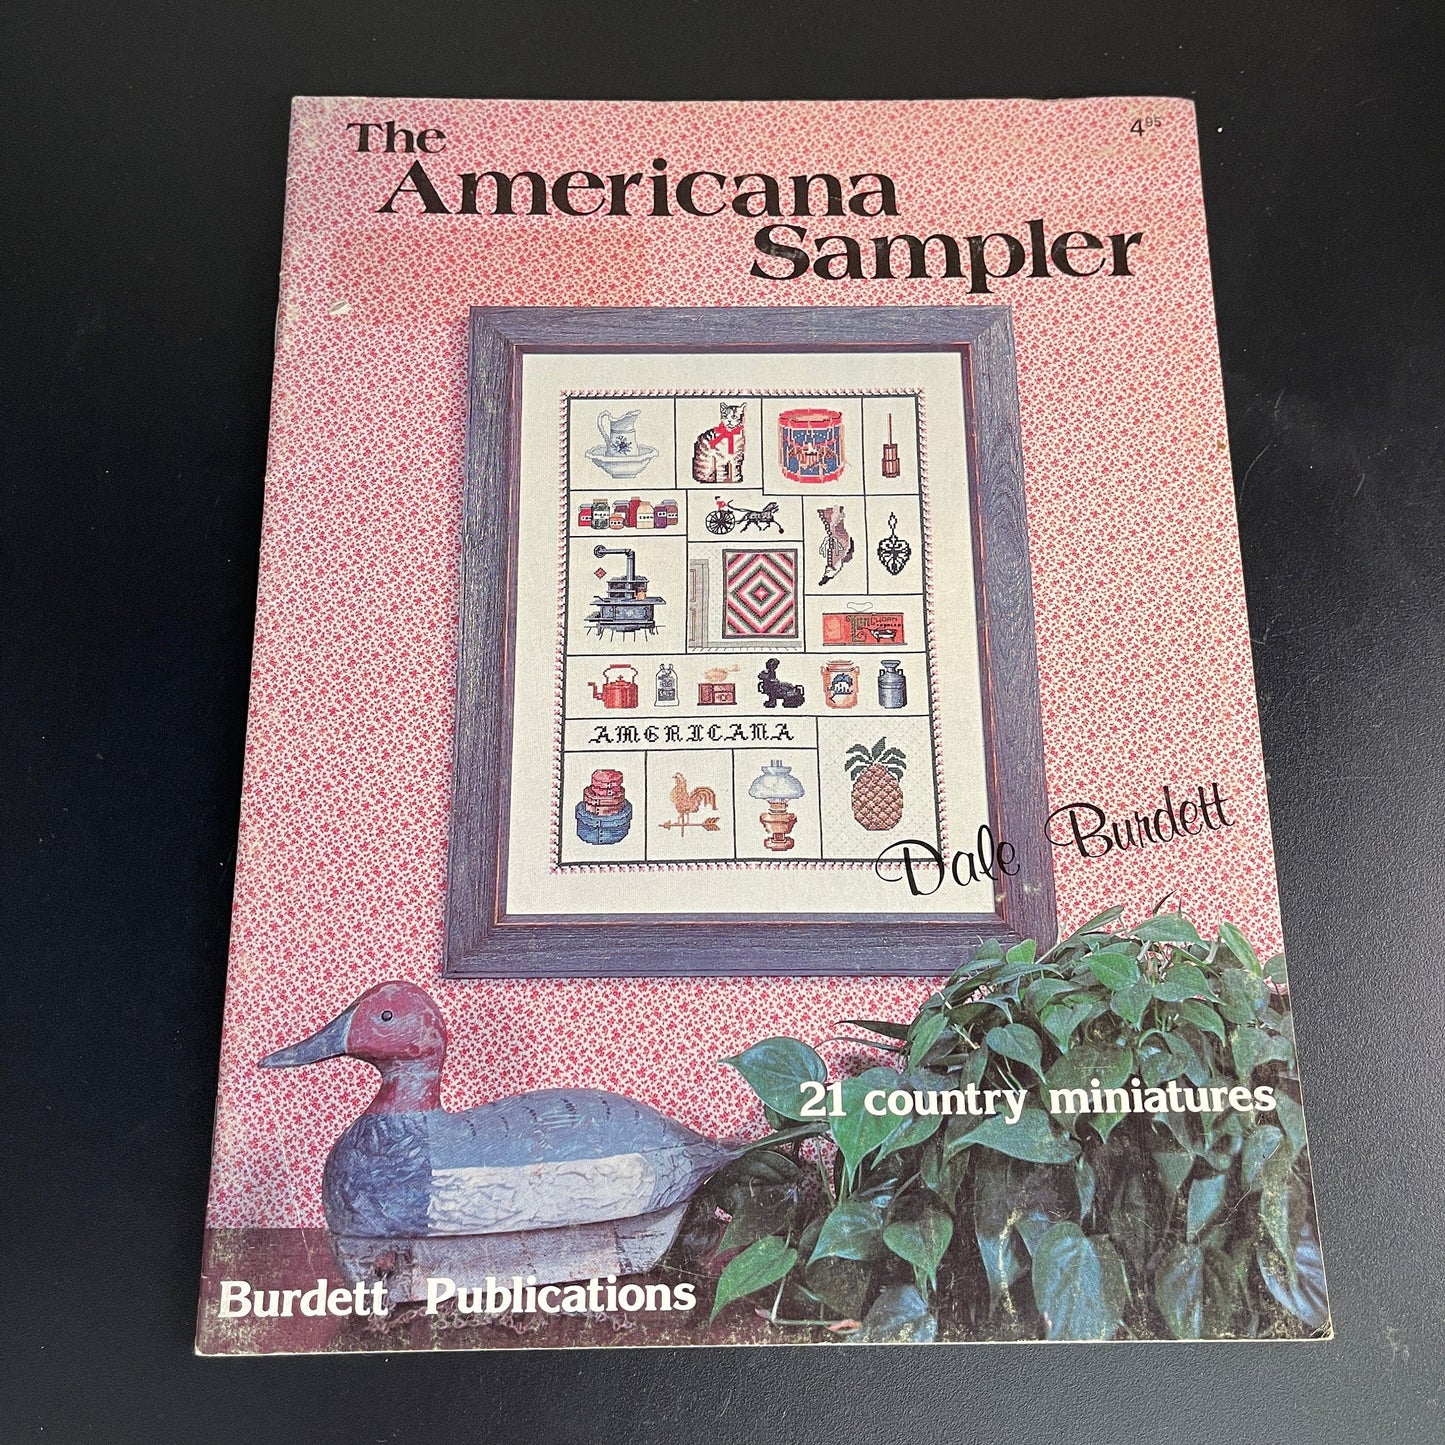 The
Americana
Sampler
4.95
AMERICANA
Dale Burdett
21 country miniatures
Burdett Publications